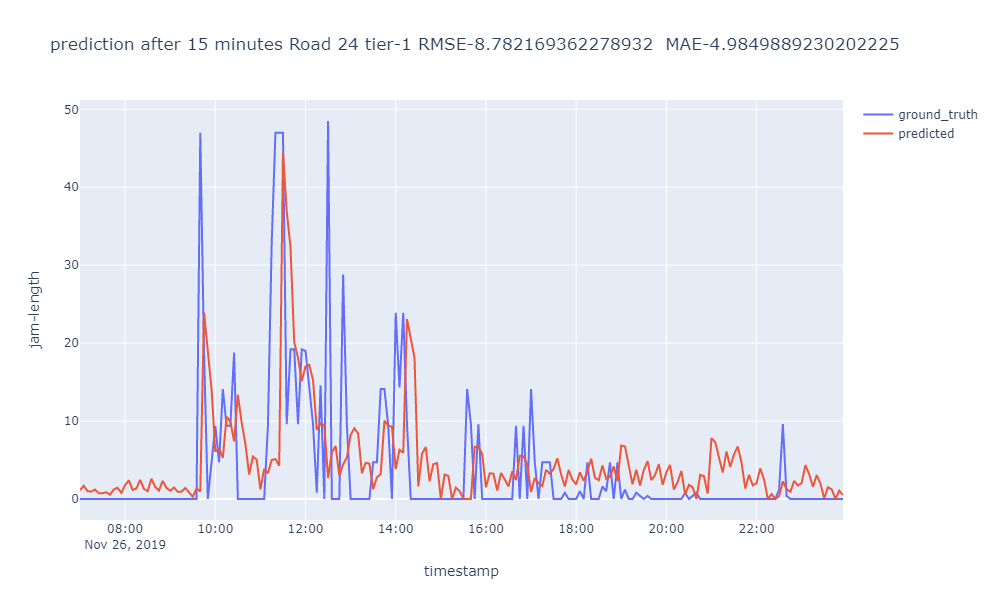 prediction after 15 minutes Road 24 tier-1 RMSE-8.782169362278932  MAE-4.9849889230202225
ground_truth
predicted
jam-length
50
40
30
20
10
0
08:00 10:00 12:00 14:00 16:00 18:00 20:00 22:00
Nov 26, 2019
timestamp